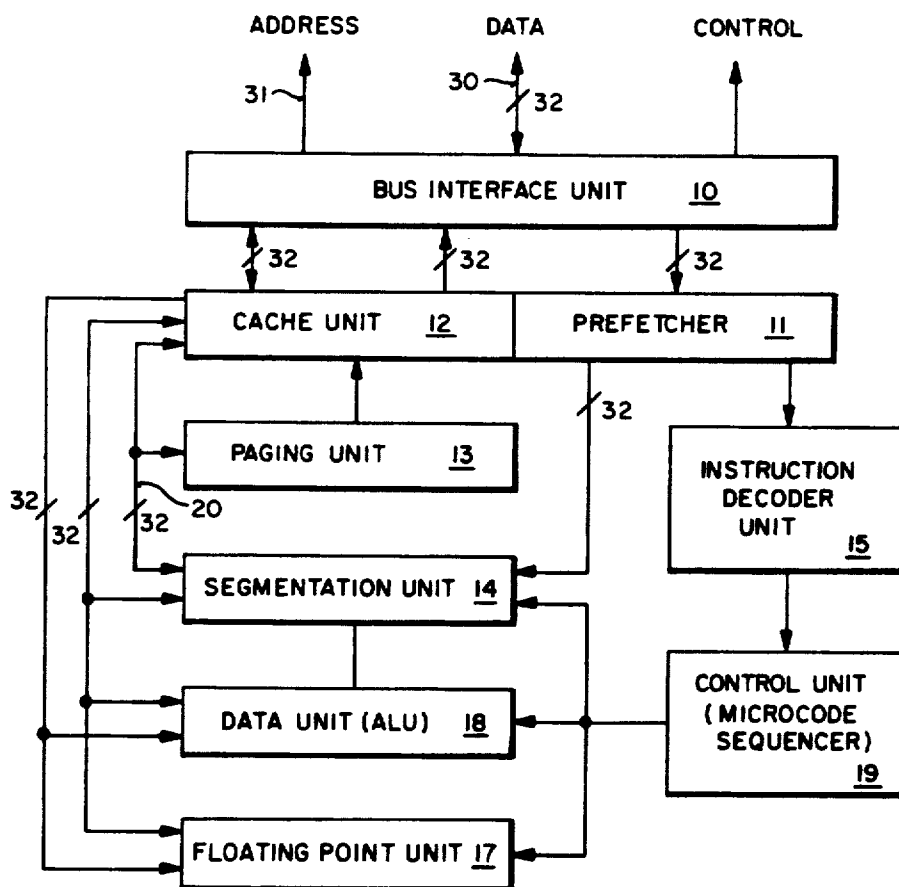 ADDRESS DATA CONTROL
31 30 32
BUS INTERFACE UNIT 10
32 32 32
CACHE UNIT 12 PREFETCHER 11
32
PAGING UNIT 13
INSTRUCTION
DECODER
UNIT
15
32 32 32 20
SEGMENTATION UNIT 14
CONTROL UNIT
(MICROCODE
SEQUENCER)
19
DATA UNIT (ALU) 18
FLOATING POINT UNIT 17